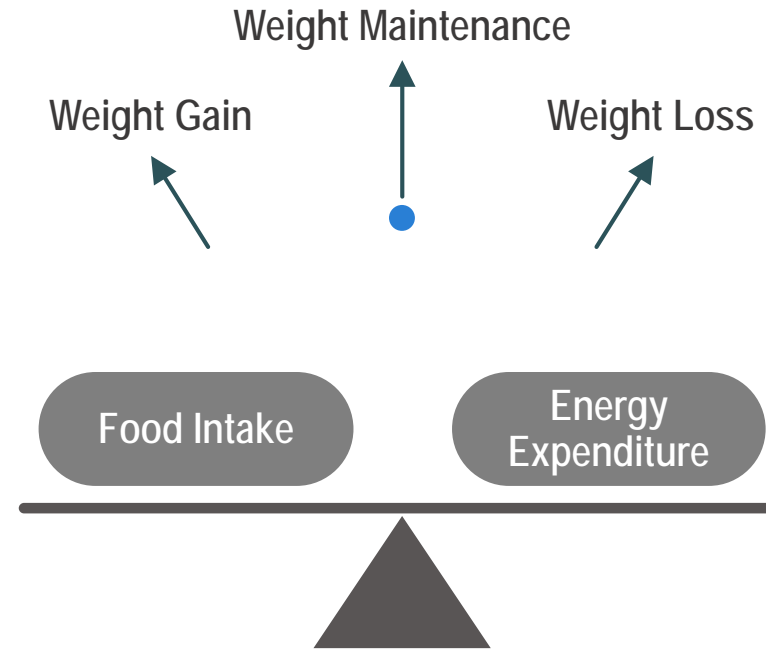 Weight Maintenance
Weight Gain
Weight Loss
Food Intake
Energy
Expenditure